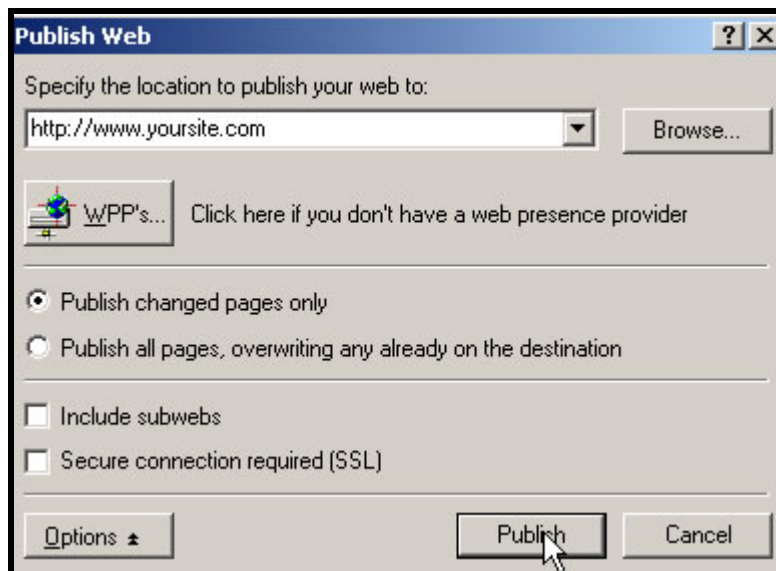 Publish Web
Specify the location to publish your web to:
http://www.yoursite.com
Browse...
WPP's...
Click here if you don't have a web presence provider
Publish changed pages only
Publish all pages, overwriting any already on the destination
Include subwebs
Secure connection required (SSL)
Options
Publish
Cancel